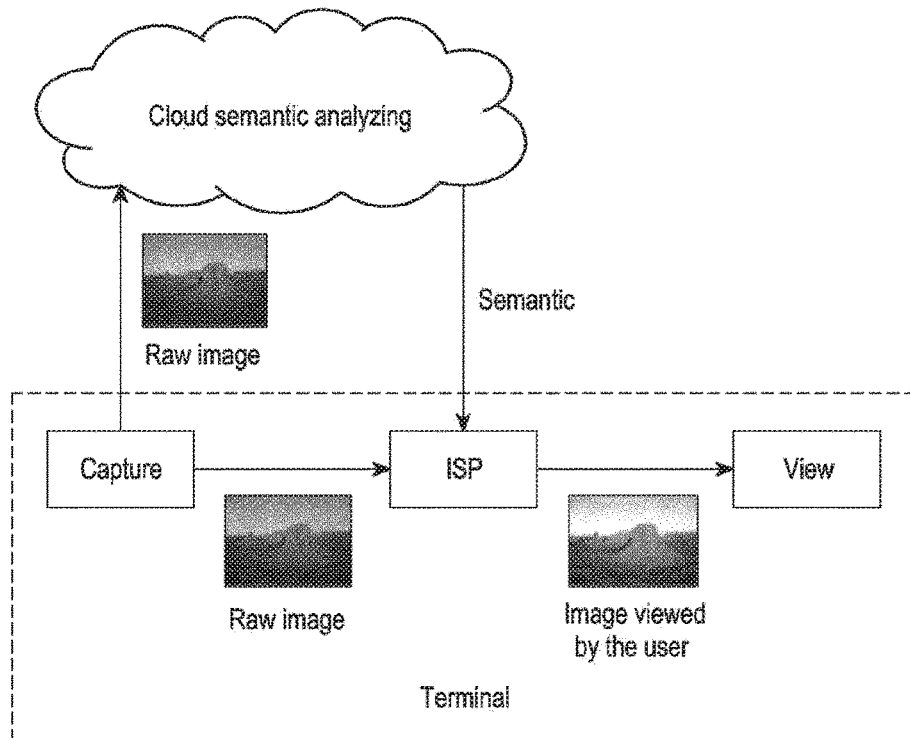 Cloud semantic analyzing
Raw image
Semantic
Capture
ISP
View
Raw image
Image viewed
by the user
Terminal